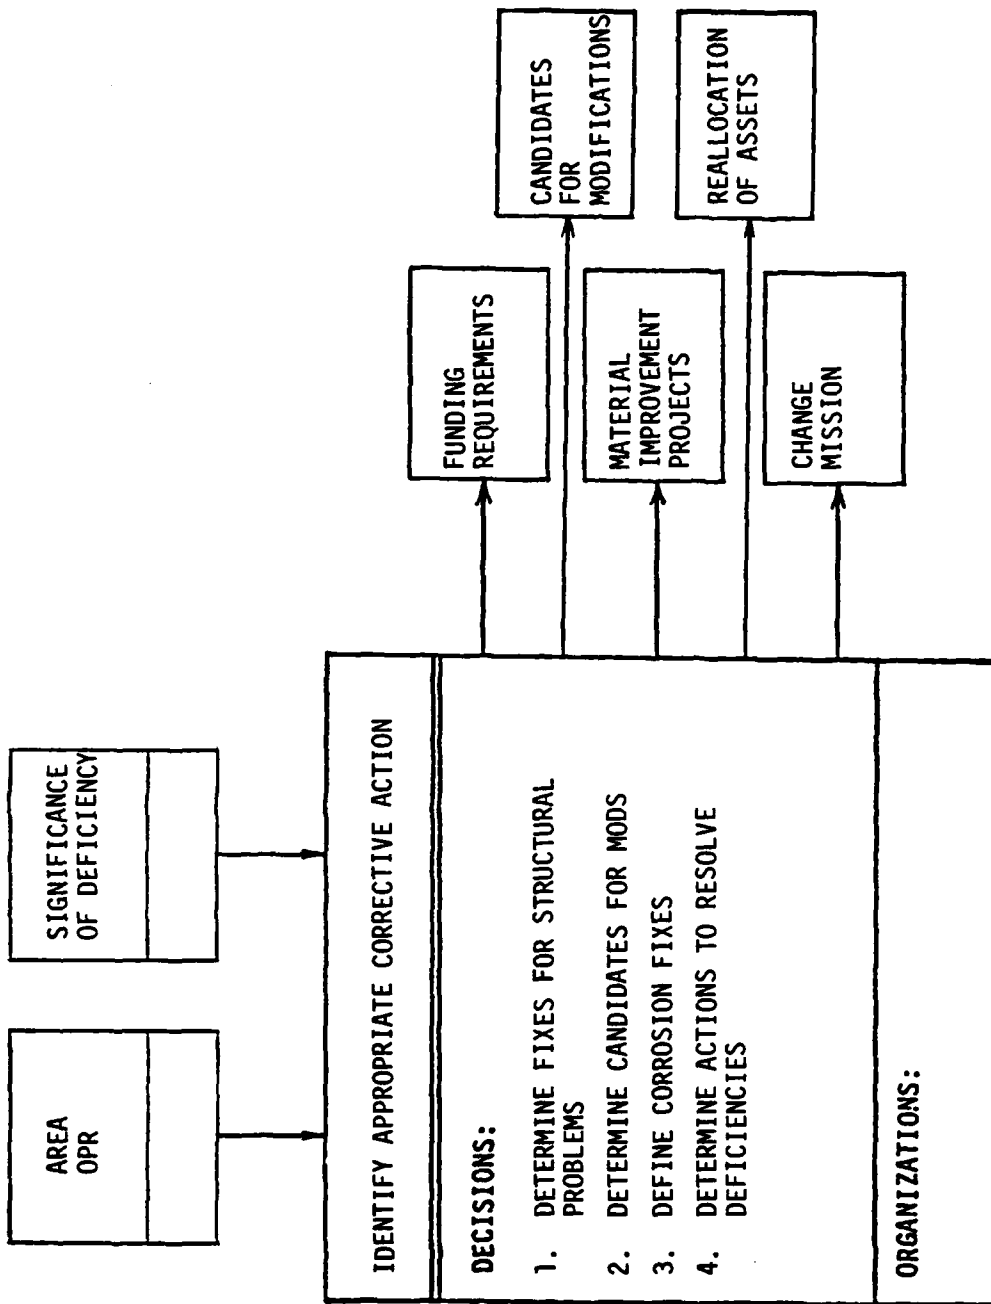 AREA
OPR
SIGNIFICANCE
OF DEFICIENCY
IDENTIFY APPROPRIATE CORRECTIVE ACTION
DECISIONS:
1. DETERMINE FIXES FOR STRUCTURAL
PROBLEMS
2. DETERMINE CANDIDATES FOR MODS
3. DEFINE CORROSION FIXES
4. DETERMINE ACTIONS TO RESOLVE
DEFICIENCIES
ORGANIZATIONS:
FUNDING
REQUIREMENTS
CANDIDATES
FOR
MODIFICATIONS
MATERIAL
IMPROVEMENT
PROJECTS
REALLOCATION
OF ASSETS
CHANGE
MISSION